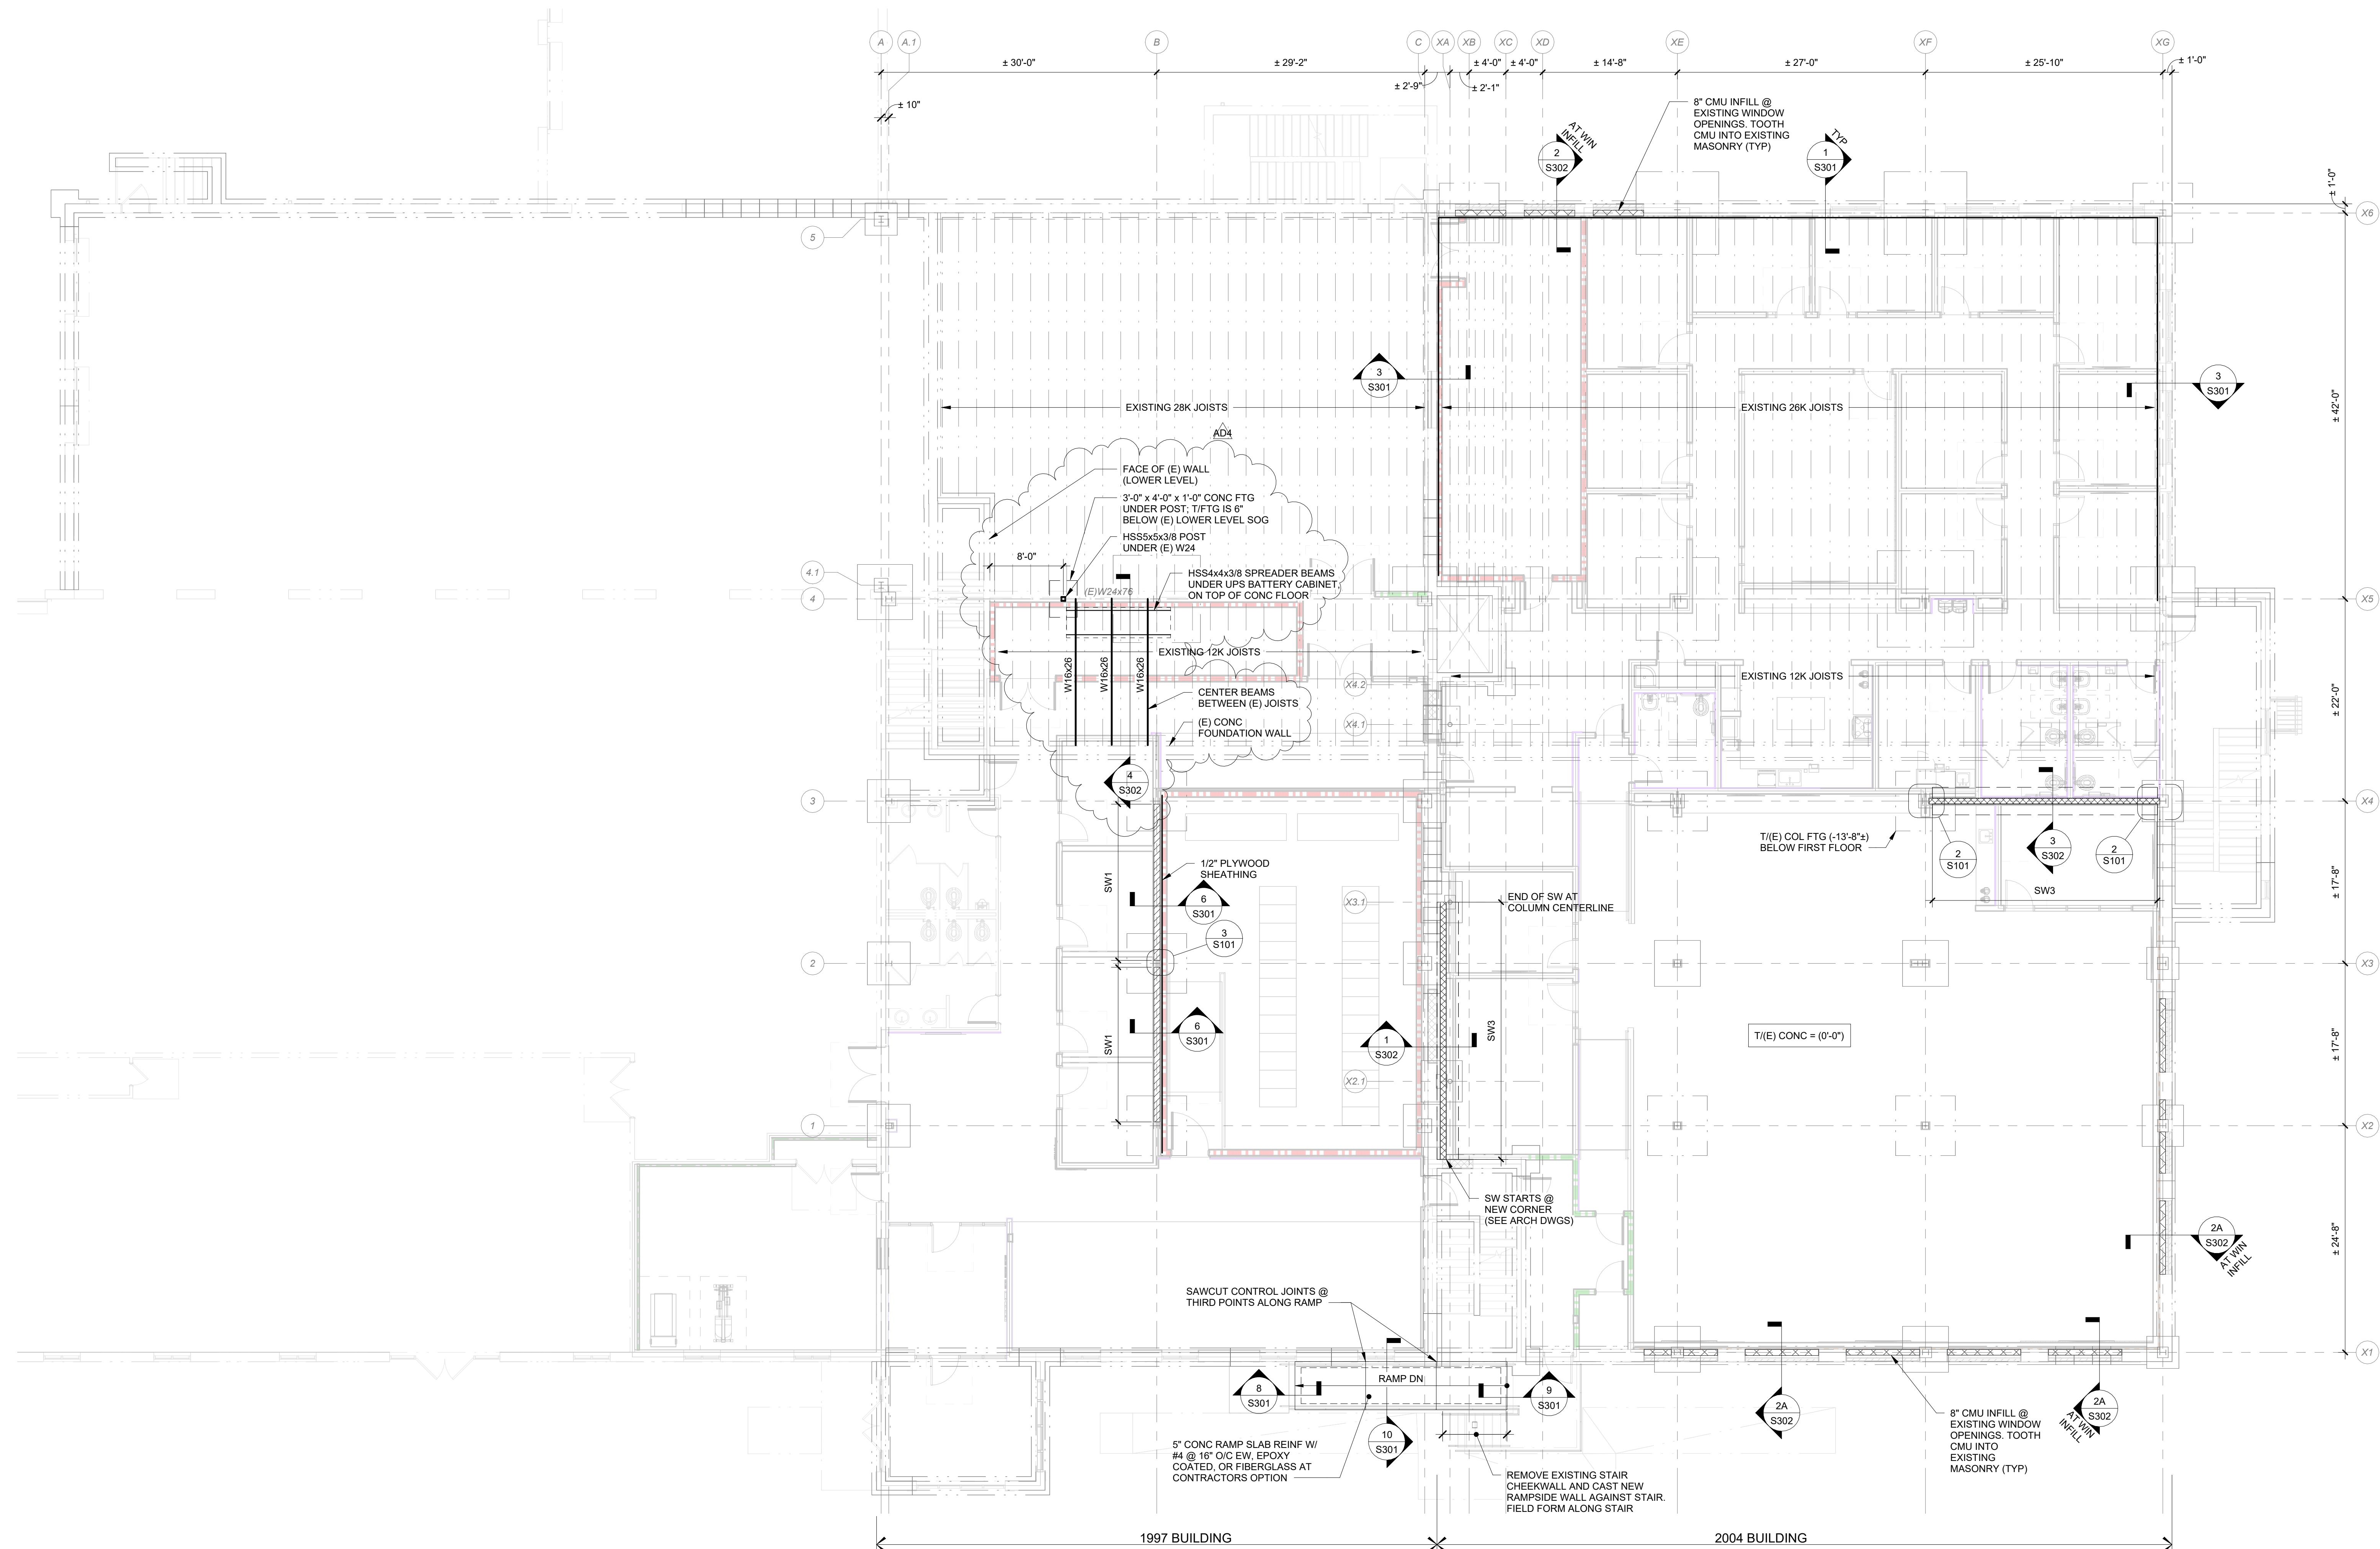 A
A.1
B
C
XA
XB
XC
XD
XE
XF
XG
± 30'-0"
± 29'-2"
± 4'-0"
± 4'-0"
± 14'-8"
± 27'-0"
± 25'-10"
± 1'-0"
± 2'-9"
± 2'-1"
± 10"
8" CMU INFILL @
EXISTING WINDOW
OPENINGS. TOOTH
CMU INTO EXISTING
MASONRY (TYP)
AT WIN
INFILL
2
S302
TYP
1
S301
± 1'-0"
X6
5
3
S301
3
S301
EXISTING 28K JOISTS
EXISTING 26K JOISTS
± 42'-0"
AD4
FACE OF (E) WALL
(LOWER LEVEL)
3'-0" x 4'-0" x 1'-0" CONC FTG
UNDER POST; T/FTG IS 6"
BELOW (E) LOWER LEVEL SOG
HSS5x5x3/8 POST
UNDER (E) W24
8'-0"
HSS4x4x3/8 SPREADER BEAMS
UNDER UPS BATTERY CABINET,
ON TOP OF CONC FLOOR
(E)W24x76
4.1
4
X5
EXISTING 12K JOISTS
W16x26
W16x26
W16x26
EXISTING 12K JOISTS
X4.2
CENTER BEAMS
BETWEEN (E) JOISTS
X4.1
(E) CONC
FOUNDATION WALL
± 22'-0"
4
S302
3
X4
T/(E) COL FTG (-13'-8"±)
BELOW FIRST FLOOR
2
S101
3
S302
2
S101
1/2" PLYWOOD
SHEATHING
SW1
6
S301
SW3
± 17'-8"
X3.1
END OF SW AT
COLUMN CENTERLINE
3
S101
2
X3
6
S301
SW1
1
S302
SW3
T/(E) CONC = (0'-0")
± 17'-8"
X2.1
1
X2
SW STARTS @
NEW CORNER
(SEE ARCH DWGS)
2A
S302
AT WIN
INFILL
± 24'-8"
SAWCUT CONTROL JOINTS @
THIRD POINTS ALONG RAMP
X1
RAMP DN
8
S301
9
S301
2A
S302
2A
S302
AT WIN
INFILL
8" CMU INFILL @
EXISTING WINDOW
OPENINGS. TOOTH
CMU INTO
EXISTING
MASONRY (TYP)
10
S301
5" CONC RAMP SLAB REINF W/
#4 @ 16" O/C EW, EPOXY
COATED, OR FIBERGLASS AT
CONTRACTORS OPTION
REMOVE EXISTING STAIR
CHEEKWALL AND CAST NEW
RAMPSIDE WALL AGAINST STAIR.
FIELD FORM ALONG STAIR
1997 BUILDING
2004 BUILDING